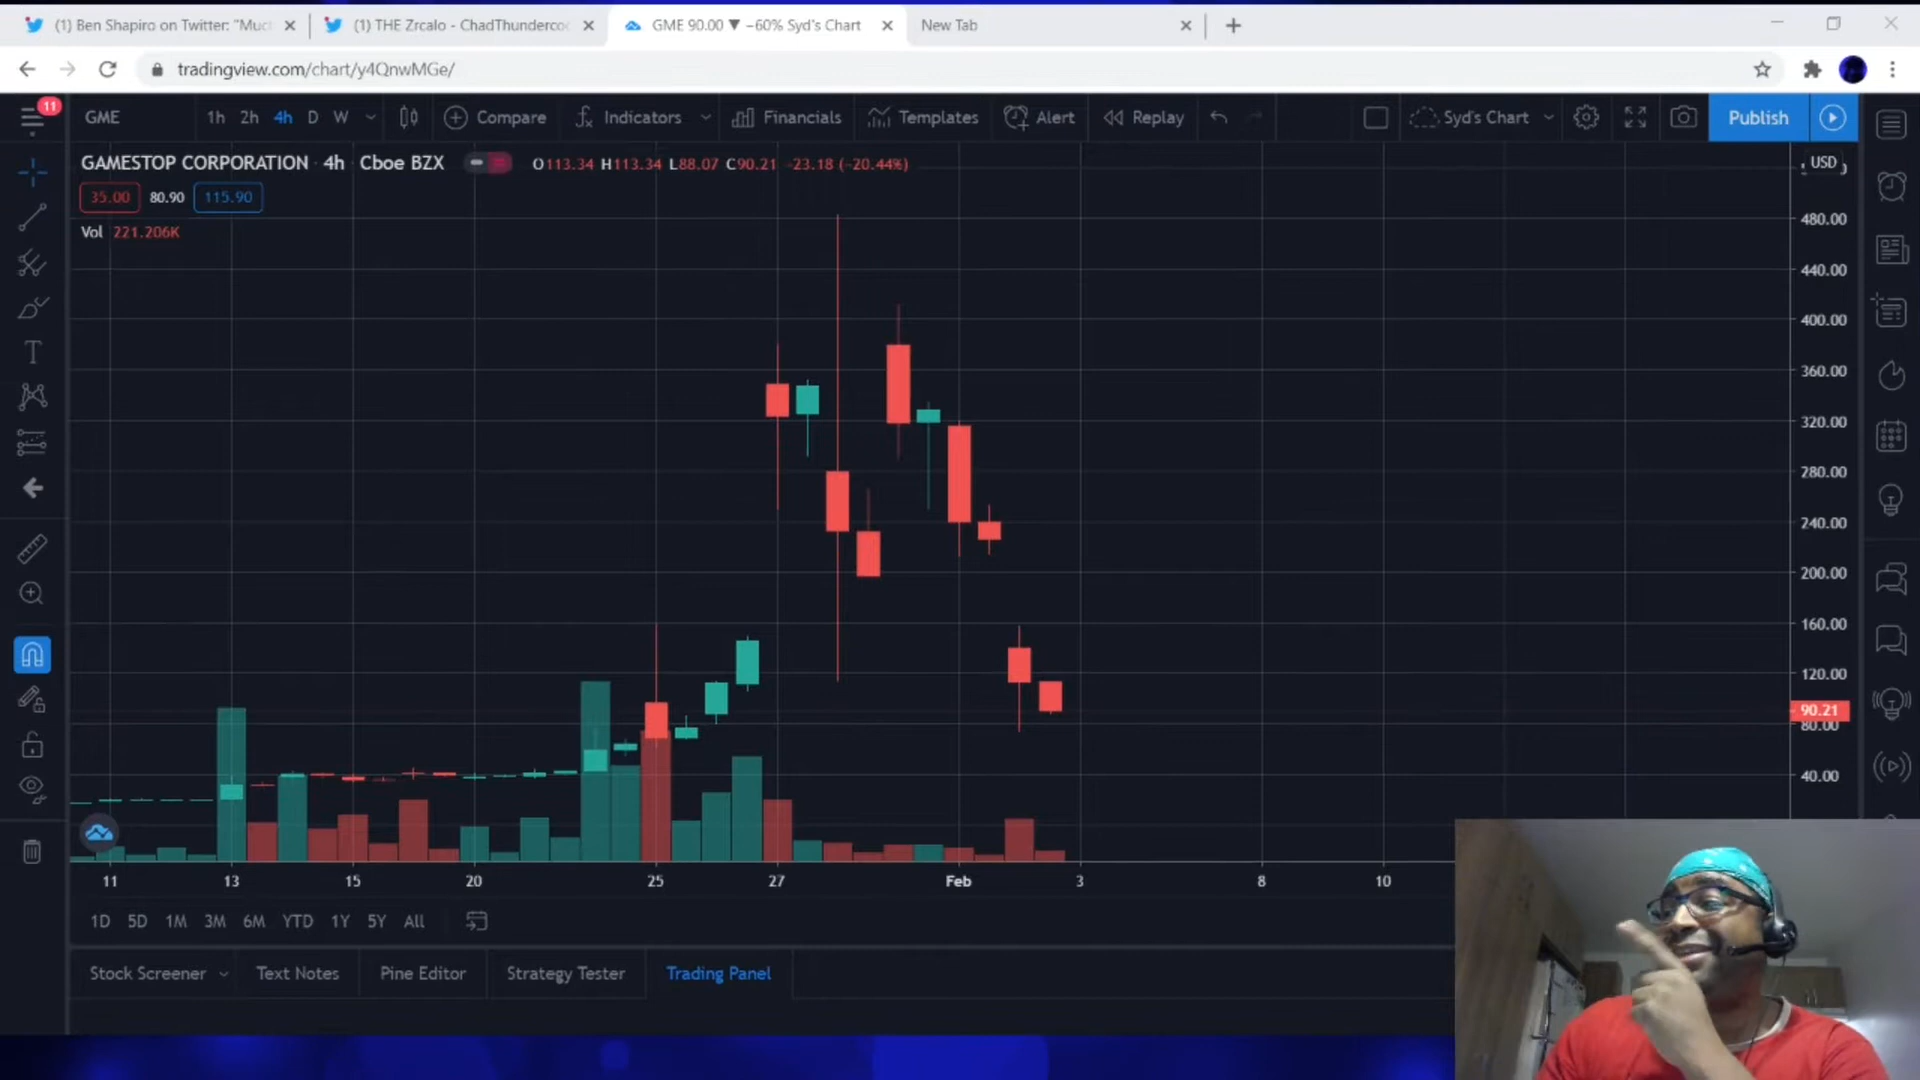 (1) Ben Shapiro on Twitter: "Muc
(1) THE Zrcalo - ChadThunderco
GME 90.00 ▼ −60% Syd's Chart
New Tab
tradingview.com/chart/y4QnwMGe/
11
GME
1h 2h 4h D W
Compare
Indicators
Financials
Templates
Alert
Replay
Syd's Chart
Publish
GAMESTOP CORPORATION · 4h · Cboe BZX
O113.34 H113.34 L88.07 C90.21 −23.18 (−20.44%)
USD
35.00 80.90 115.90
Vol 221.206K
480.00
440.00
400.00
360.00
320.00
280.00
240.00
200.00
160.00
120.00
90.21
80.00
40.00
11 13 15 20 25 27 Feb 3 8 10
1D 5D 1M 3M 6M YTD 1Y 5Y All
Stock Screener Text Notes Pine Editor Strategy Tester Trading Panel